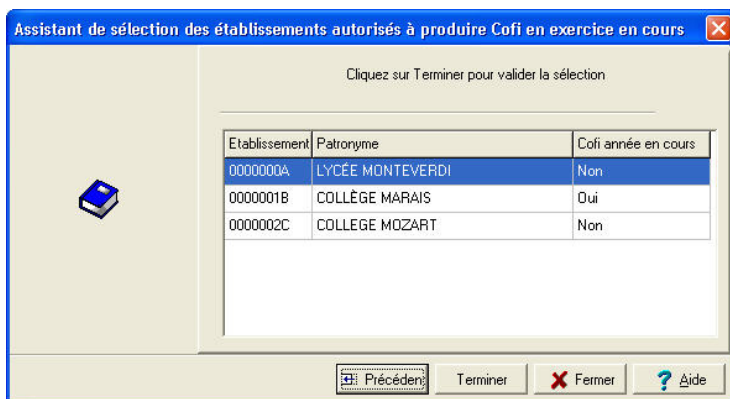 Assistant de sélection des établissements autorisés à produire Cofi en exercice en cours
Cliquez sur Terminer pour valider la sélection
Etablissement Patronyme Cofi année en cours
0000000A LYCÉE MONTEVERDI Non
0000001B COLLÈGE MARAIS Oui
0000002C COLLEGE MOZART Non
Précéden Terminer Fermer Aide